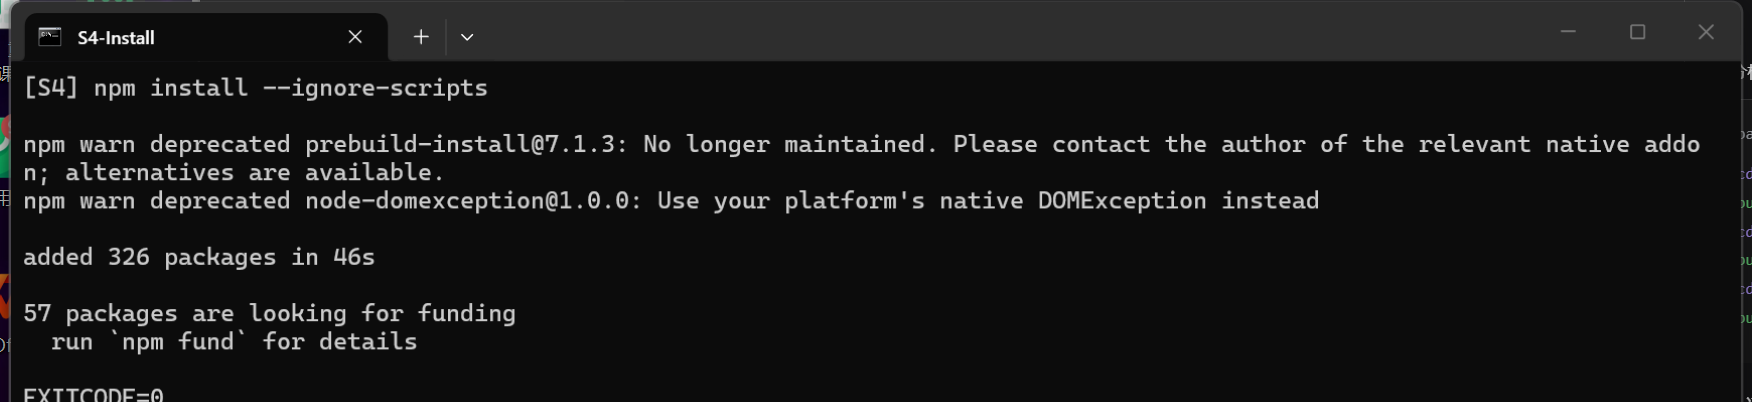 S4-Install
[S4] npm install --ignore-scripts
npm warn deprecated prebuild-install@7.1.3: No longer maintained. Please contact the author of the relevant native addo
n; alternatives are available.
npm warn deprecated node-domexception@1.0.0: Use your platform's native DOMException instead
added 326 packages in 46s
57 packages are looking for funding
run `npm fund` for details
EXITCODE=0